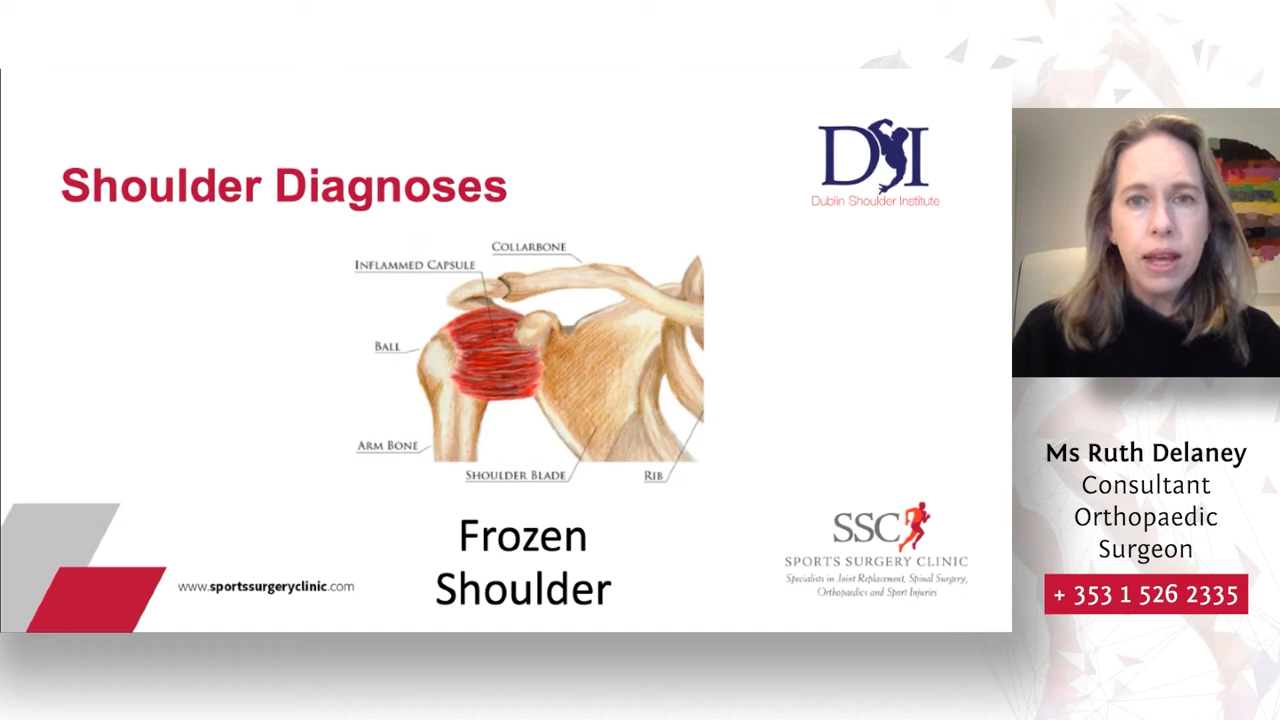 Shoulder Diagnoses
DSI
Dublin Shoulder Institute
COLLARBONE
INFLAMMED CAPSULE
BALL
ARM BONE
SHOULDER BLADE
RIB
Frozen
Shoulder
www.sportssurgeryclinic.com
SSC
SPORTS SURGERY CLINIC
Specialists in Joint Replacement, Spinal Surgery,
Orthopaedics and Sport Injuries
Ms Ruth Delaney
Consultant
Orthopaedic
Surgeon
+ 353 1 526 2335